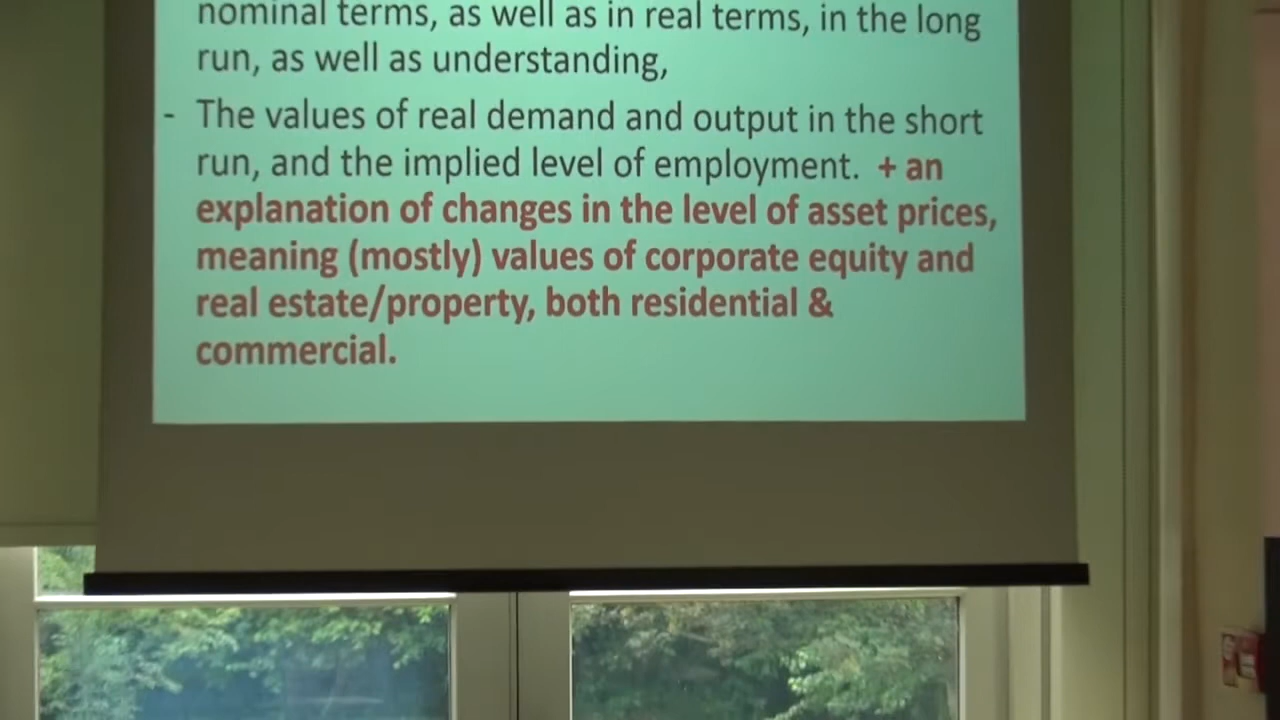 nominal terms, as well as in real terms, in the long
run, as well as understanding,
- The values of real demand and output in the short
run, and the implied level of employment. + an
explanation of changes in the level of asset prices,
meaning (mostly) values of corporate equity and
real estate/property, both residential &
commercial.